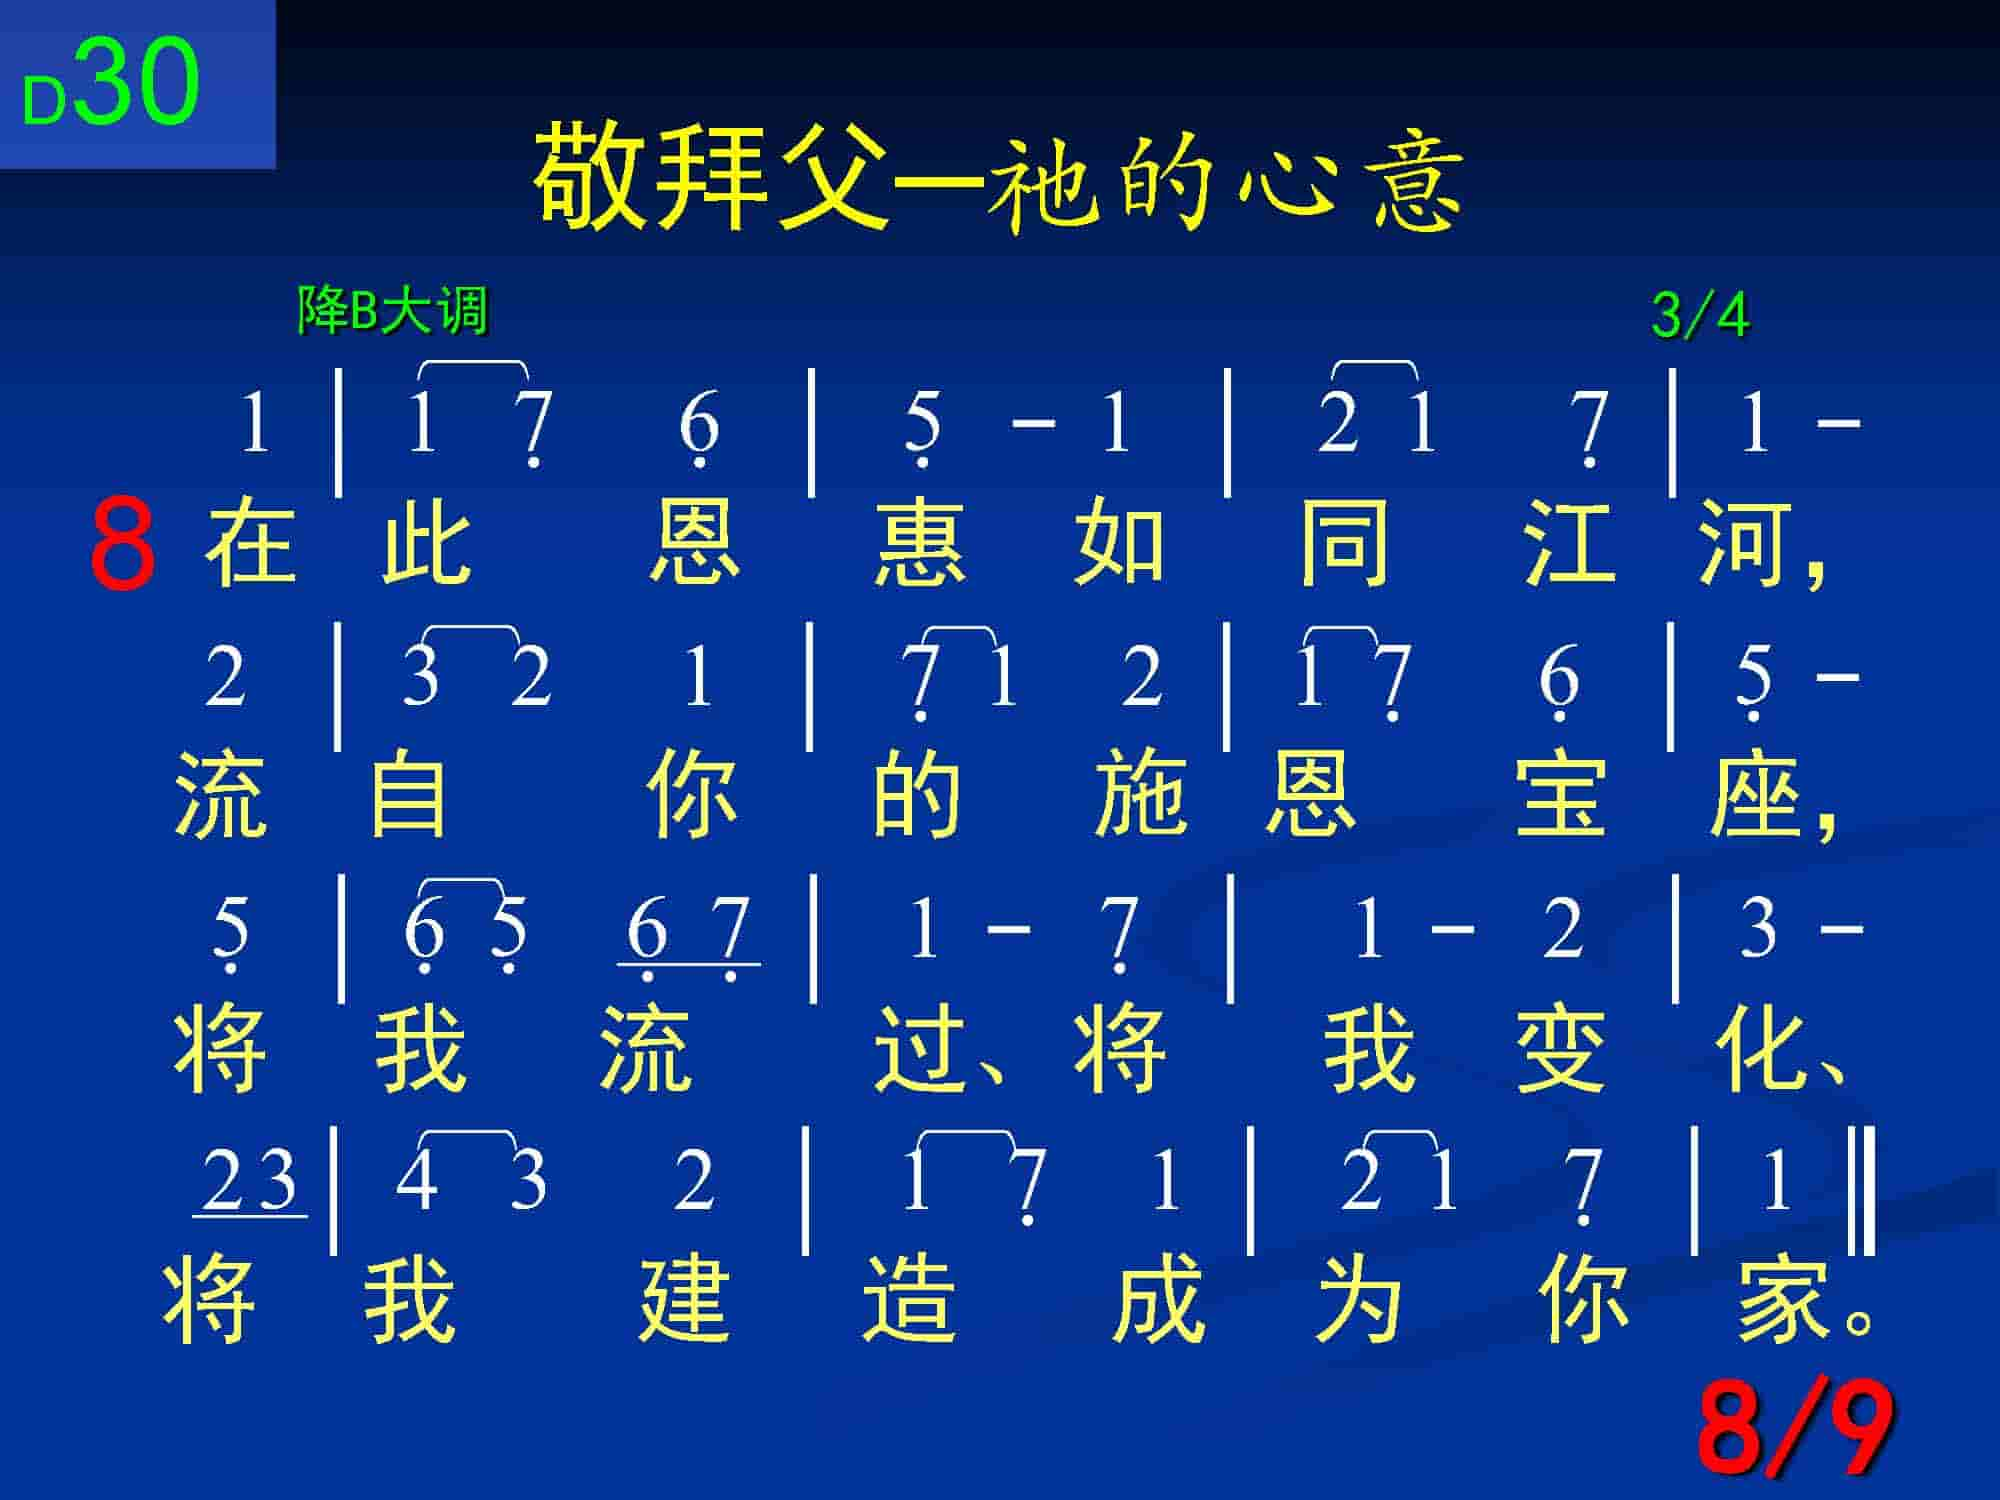 D30
敬拜父—祂的心意
降B大调 3/4
1 | 1 7̣ 6̣ | 5̣ - 1 | 2 1 7̣ | 1 -
8 在此恩惠如同江河，
2 | 3 2 1 | 7̣ 1 2 | 1 7̣ 6̣ | 5̣ -
流自你的施恩宝座，
5̣ | 6̣ 5̣ 6̣ 7̣ | 1 - 7̣ | 1 - 2 | 3 -
将我流过、将我变化、
2 3 | 4 3 2 | 1 7̣ 1 | 2 1 7̣ | 1 ‖
将我建造成为你家。
8/9